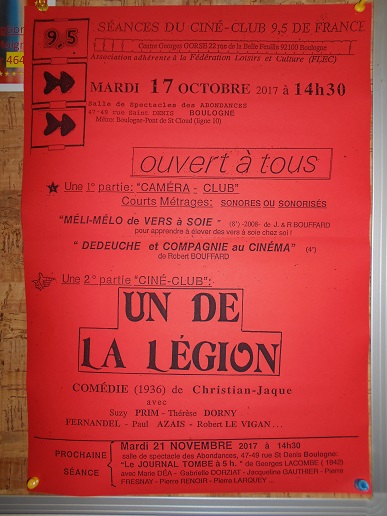 9,5
SÉANCES DU CINÉ-CLUB 9,5 DE FRANCE
Centre Georges GORSE 22 rue de la Belle Feuille 92100 Boulogne
Association adhérente à la Fédération Loisirs et Culture (FLEC)
MARDI 17 OCTOBRE 2017 à 14h30
Salle de Spectacles des ABONDANCES
47-49 rue Saint DENIS BOULOGNE
Métro Boulogne-Pont de St Cloud (ligne 10)
464
ouvert à tous
Une 1° partie: "CAMÉRA - CLUB"
Courts Métrages: SONORES OU SONORISÉS
"MÉLI-MÉLO de VERS à SOIE" (8') -2008- de J. & R BOUFFARD
pour apprendre à élever des vers à soie chez soi !
" DEDEUCHE et COMPAGNIE au CINÉMA" (4')
de Robert BOUFFARD
Une 2° partie "CINÉ-CLUB":
UN DE
LA LÉGION
COMÉDIE (1936) de Christian-Jaque
avec
Suzy PRIM - Thérèse DORNY
FERNANDEL - Paul AZAIS - Robert LE VIGAN...
PROCHAINE
SÉANCE
Mardi 21 NOVEMBRE 2017 à 14H30
salle de spectacle des Abondances, 47-49 rue St Denis Boulogne:
"Le JOURNAL TOMBE à 5 h. " de Georges LACOMBE ( 1942)
avec Marie DÉA - Gabrielle DORZIAT - Jacqueline GAUTHIER - Pierre
FRESNAY - Pierre RENOIR - Pierre LARQUEY...